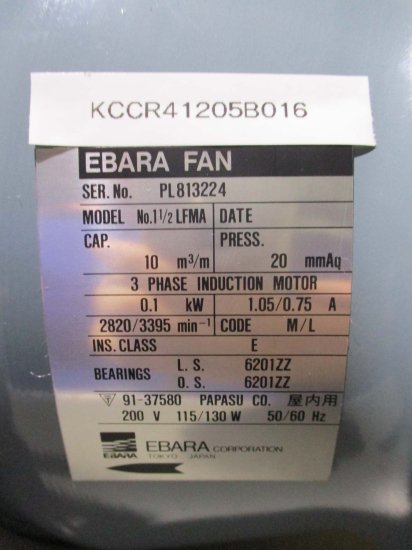 KCCR41205B016
EBARA FAN
SER. No. PL813224
MODEL No.1 1/2 LFMA DATE
CAP. PRESS.
10 m³/m 20 mmAq
3 PHASE INDUCTION MOTOR
0.1 kW 1.05/0.75 A
2820/3395 min⁻¹ CODE M/L
INS. CLASS E
BEARINGS L. S. 6201ZZ
O. S. 6201ZZ
91-37580 PAPASU CO. 屋内用
200 V 115/130 W 50/60 Hz
EBARA EBARA CORPORATION
TOKYO JAPAN